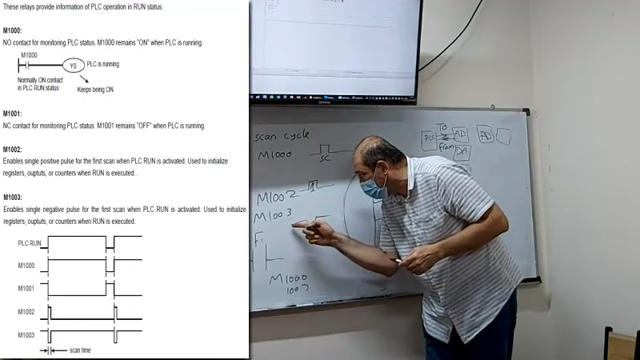 These relays provide information of PLC operation in RUN status.
M1000:
NO contact for monitoring PLC status. M1000 remains "ON" when PLC is running.
M1000
Y0
PLC is running
Normally ON contact
in PLC RUN status
Keeps being ON
M1001:
NC contact for monitoring PLC status. M1001 remains "OFF" when PLC is running.
M1002:
Enables single positive pulse for the first scan when PLC RUN is activated. Used to initialize
registers, ouptuts, or counters when RUN is executed.
M1003:
Enables single negative pulse for the first scan when PLC RUN is activated. Used to initialize
registers, ouptuts, or counters when RUN is executed.
PLC RUN
M1000
M1001
M1002
M1003
scan time
scan cycle
M1000
SC
M1002
M1003
F1
M1000
1002
PLC
To
From
AD
DA
AD